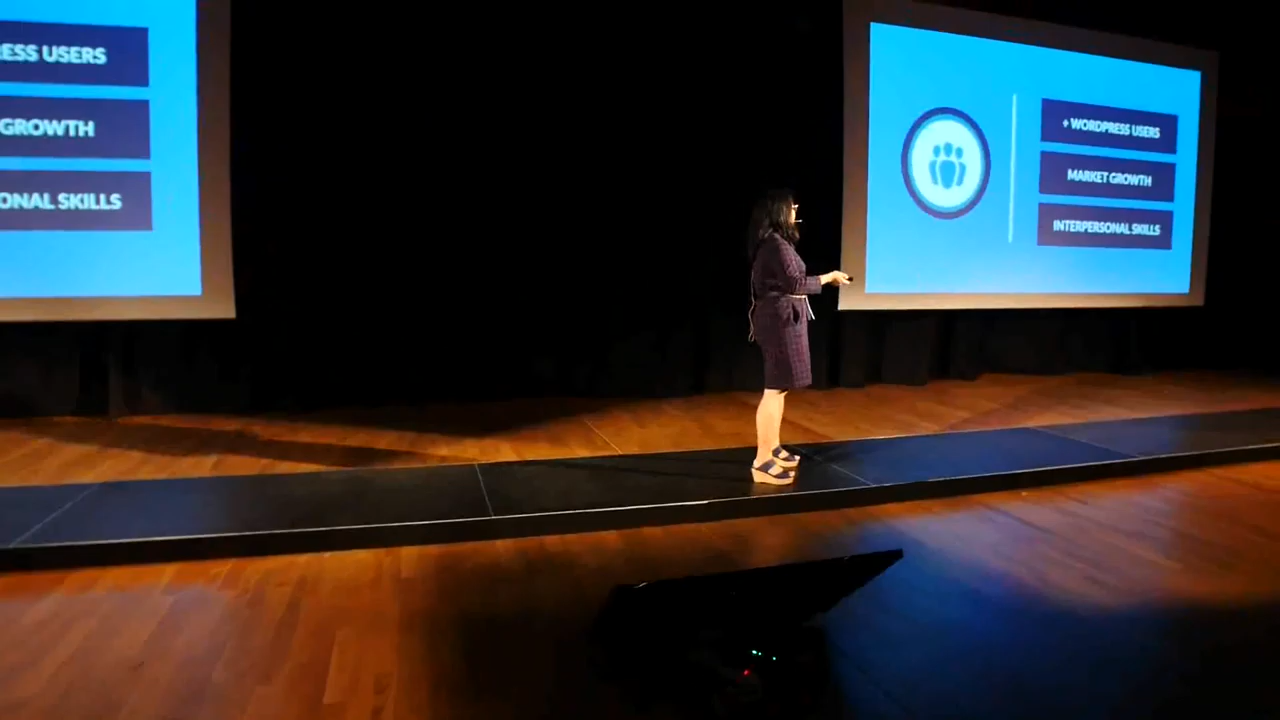 ESS USERS
GROWTH
ONAL SKILLS
+ WORDPRESS USERS
MARKET GROWTH
INTERPERSONAL SKILLS